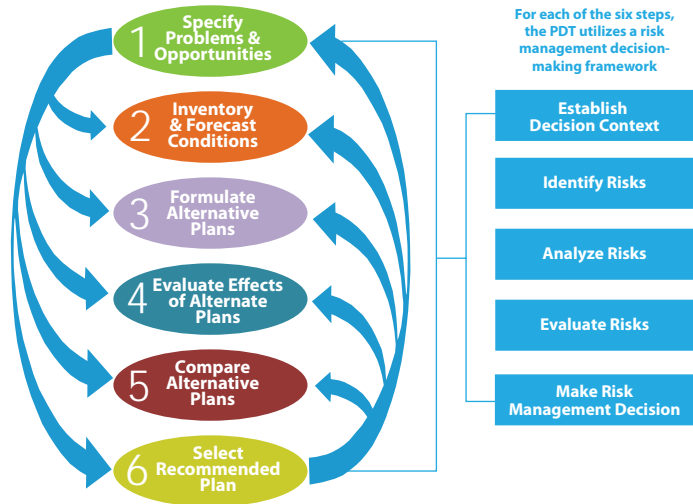 1
Specify
Problems &
Opportunities
2
Inventory
& Forecast
Conditions
3
Formulate
Alternative
Plans
4
Evaluate Effects
of Alternate
Plans
5
Compare
Alternative
Plans
6
Select
Recommended
Plan
For each of the six steps,
the PDT utilizes a risk
management decision-
making framework
Establish
Decision Context
Identify Risks
Analyze Risks
Evaluate Risks
Make Risk
Management Decision